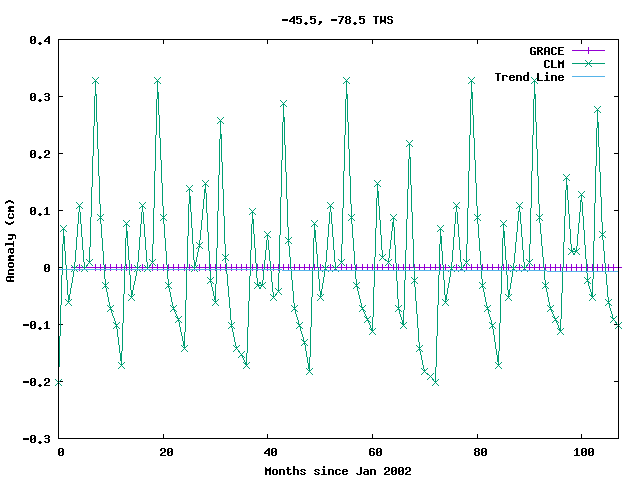 -45.5, -78.5 TWS
GRACE
CLM
Trend Line
0.4
0.3
0.2
0.1
0
-0.1
-0.2
-0.3
Anomaly (cm)
0 20 40 60 80 100
Months since Jan 2002